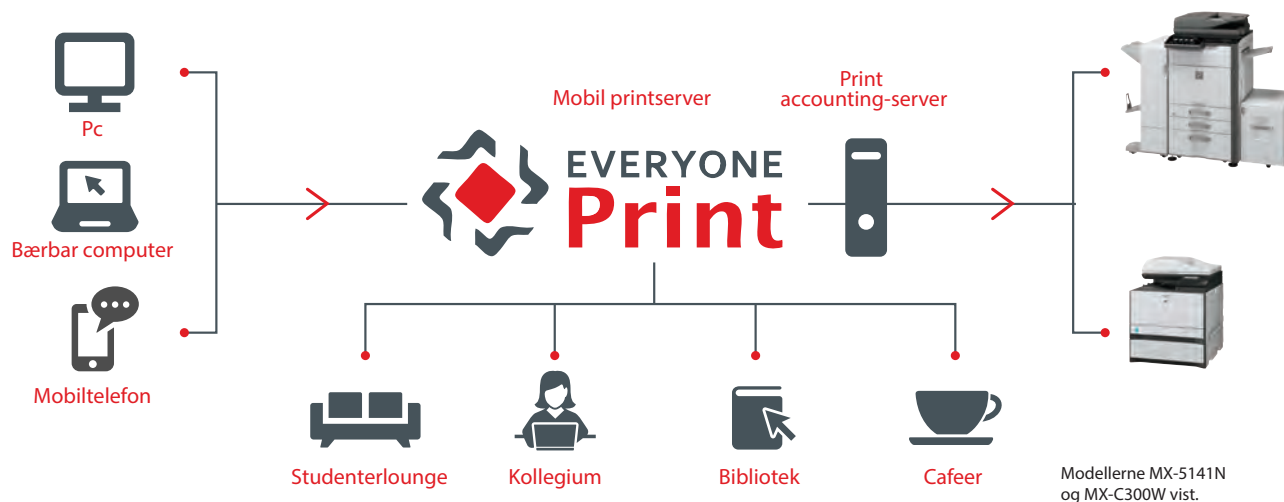 Pc
Bærbar computer
Mobiltelefon
Mobil printserver
EVERYONE
Print
Print
accounting-server
Studenterlounge
Kollegium
Bibliotek
Cafeer
Modellerne MX-5141N
og MX-C300W vist.